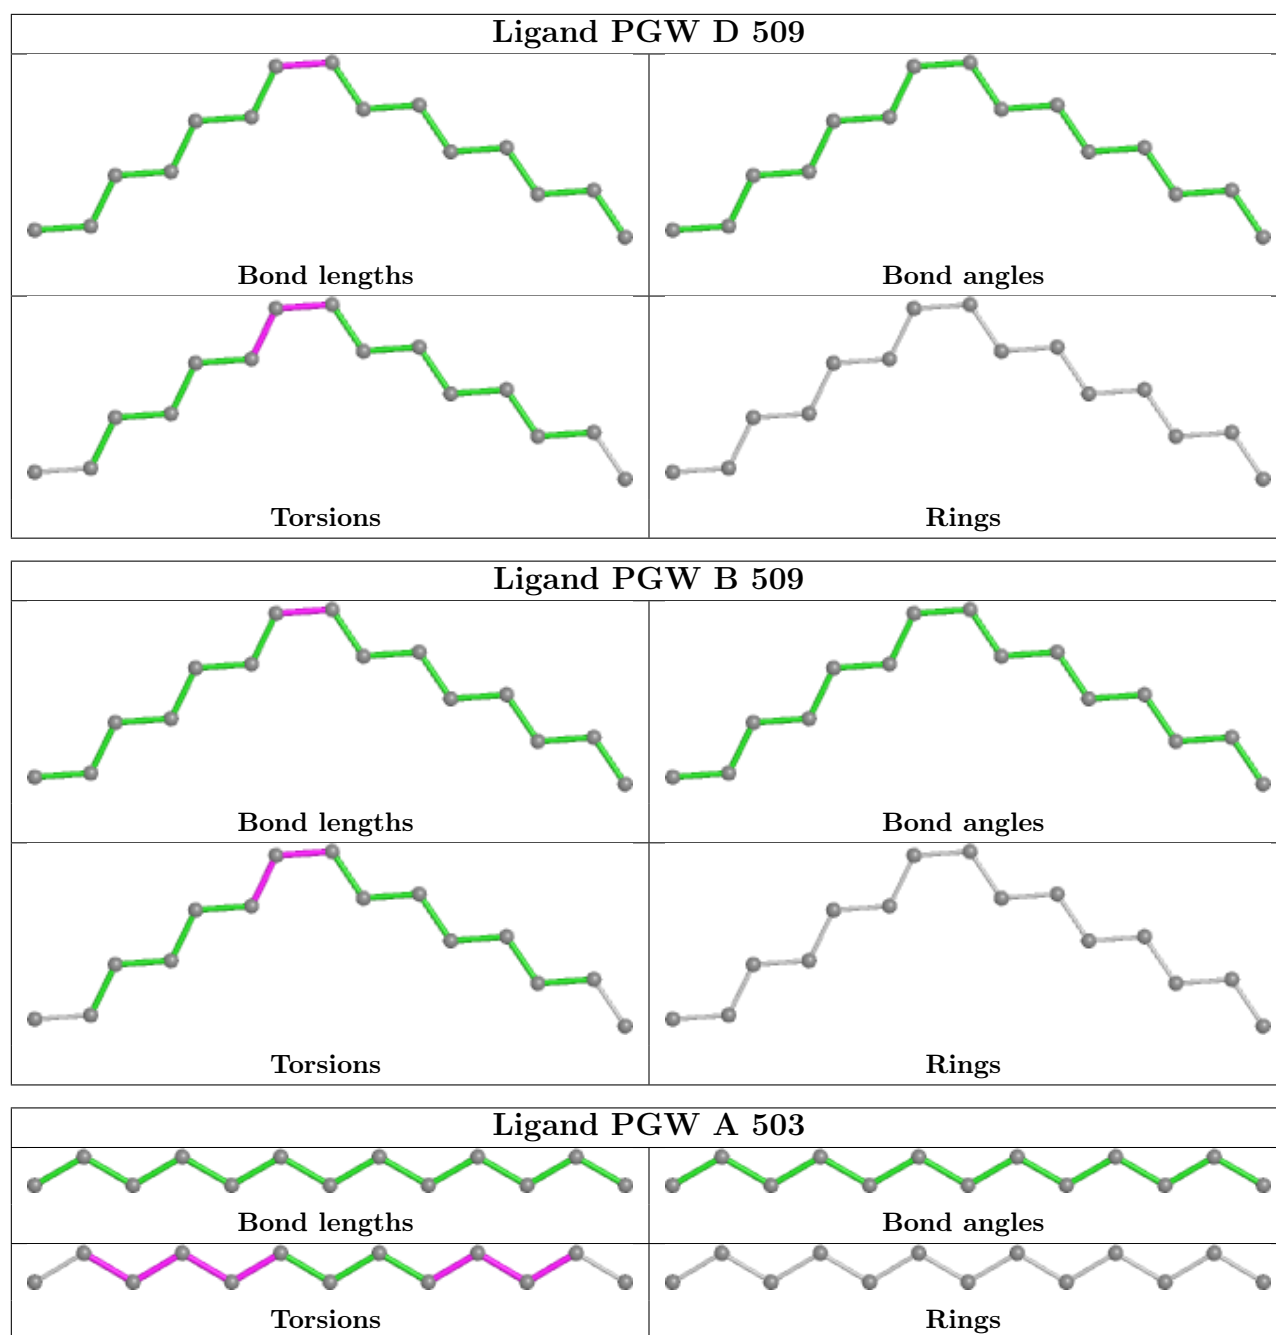 Ligand PGW D 509
Bond lengths
Bond angles
Torsions
Rings
Ligand PGW B 509
Bond lengths
Bond angles
Torsions
Rings
Ligand PGW A 503
Bond lengths
Bond angles
Torsions
Rings